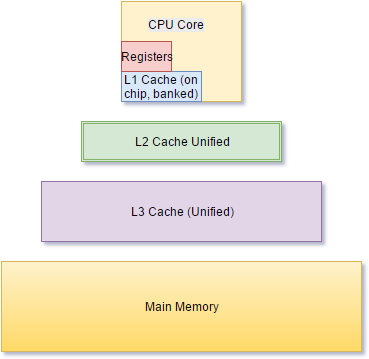 CPU Core
Registers
L1 Cache (on
chip, banked)
L2 Cache Unified
L3 Cache (Unified)
Main Memory